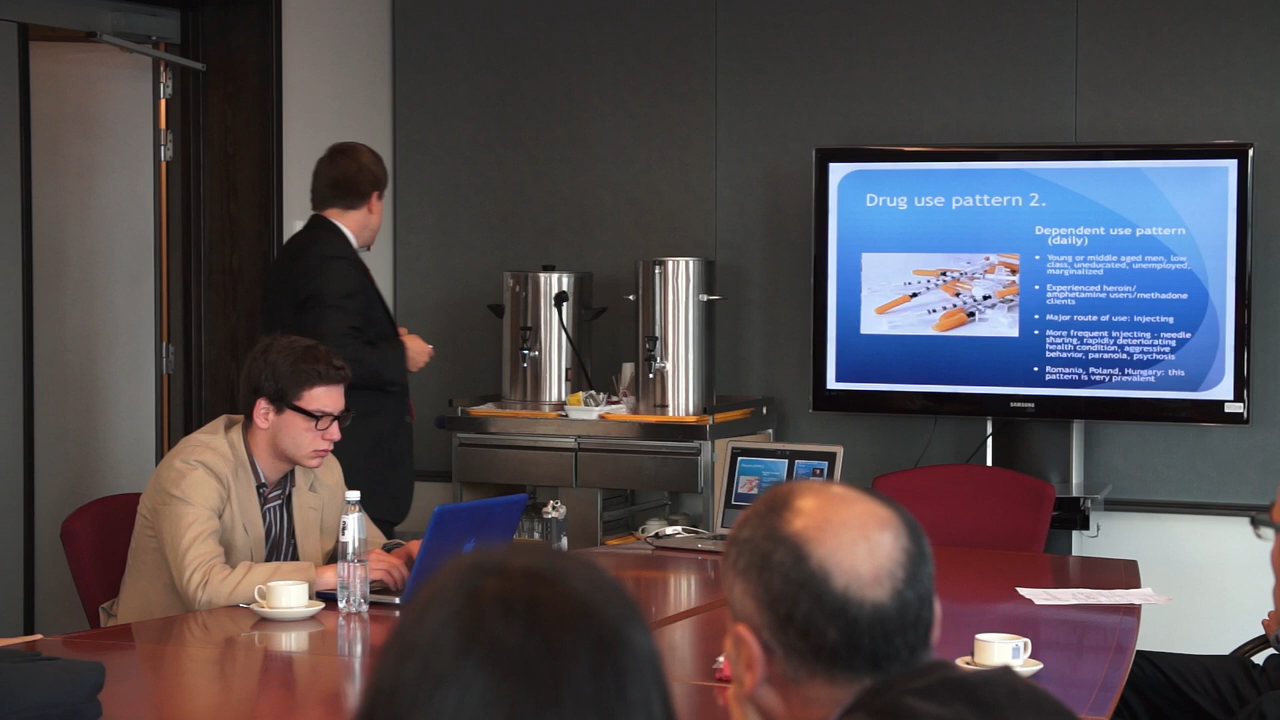 Drug use pattern 2.
Dependent use pattern
(daily)
• Young or middle aged men, low
class, uneducated, unemployed,
marginalized
• Experienced heroin/
amphetamine users/methadone
clients
• Major route of use: injecting
• More frequent injecting - needle
sharing, rapidly deteriorating
health condition, aggressive
behavior, paranoia, psychosis
• Romania, Poland, Hungary: this
pattern is very prevalent
SAMSUNG